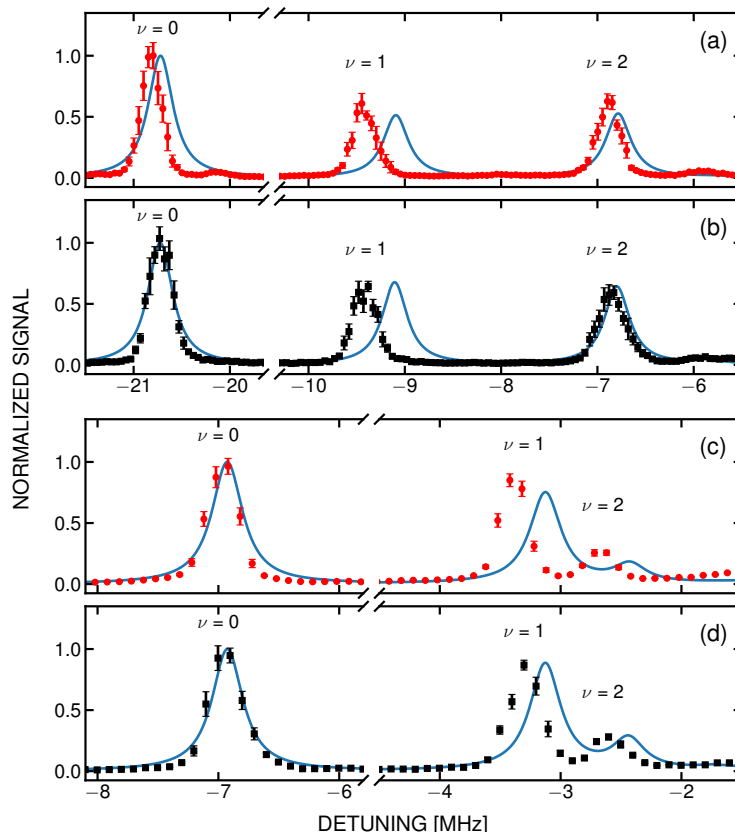 ν = 0
ν = 1
ν = 2
(a)
1.0
0.5
0.0
ν = 0
ν = 1
ν = 2
(b)
1.0
0.5
0.0
−21
−20
−10
−9
−8
−7
−6
NORMALIZED SIGNAL
ν = 0
ν = 1
ν = 2
(c)
1.0
0.5
0.0
ν = 0
ν = 1
ν = 2
(d)
1.0
0.5
0.0
−8
−7
−6
−4
−3
−2
DETUNING [MHz]